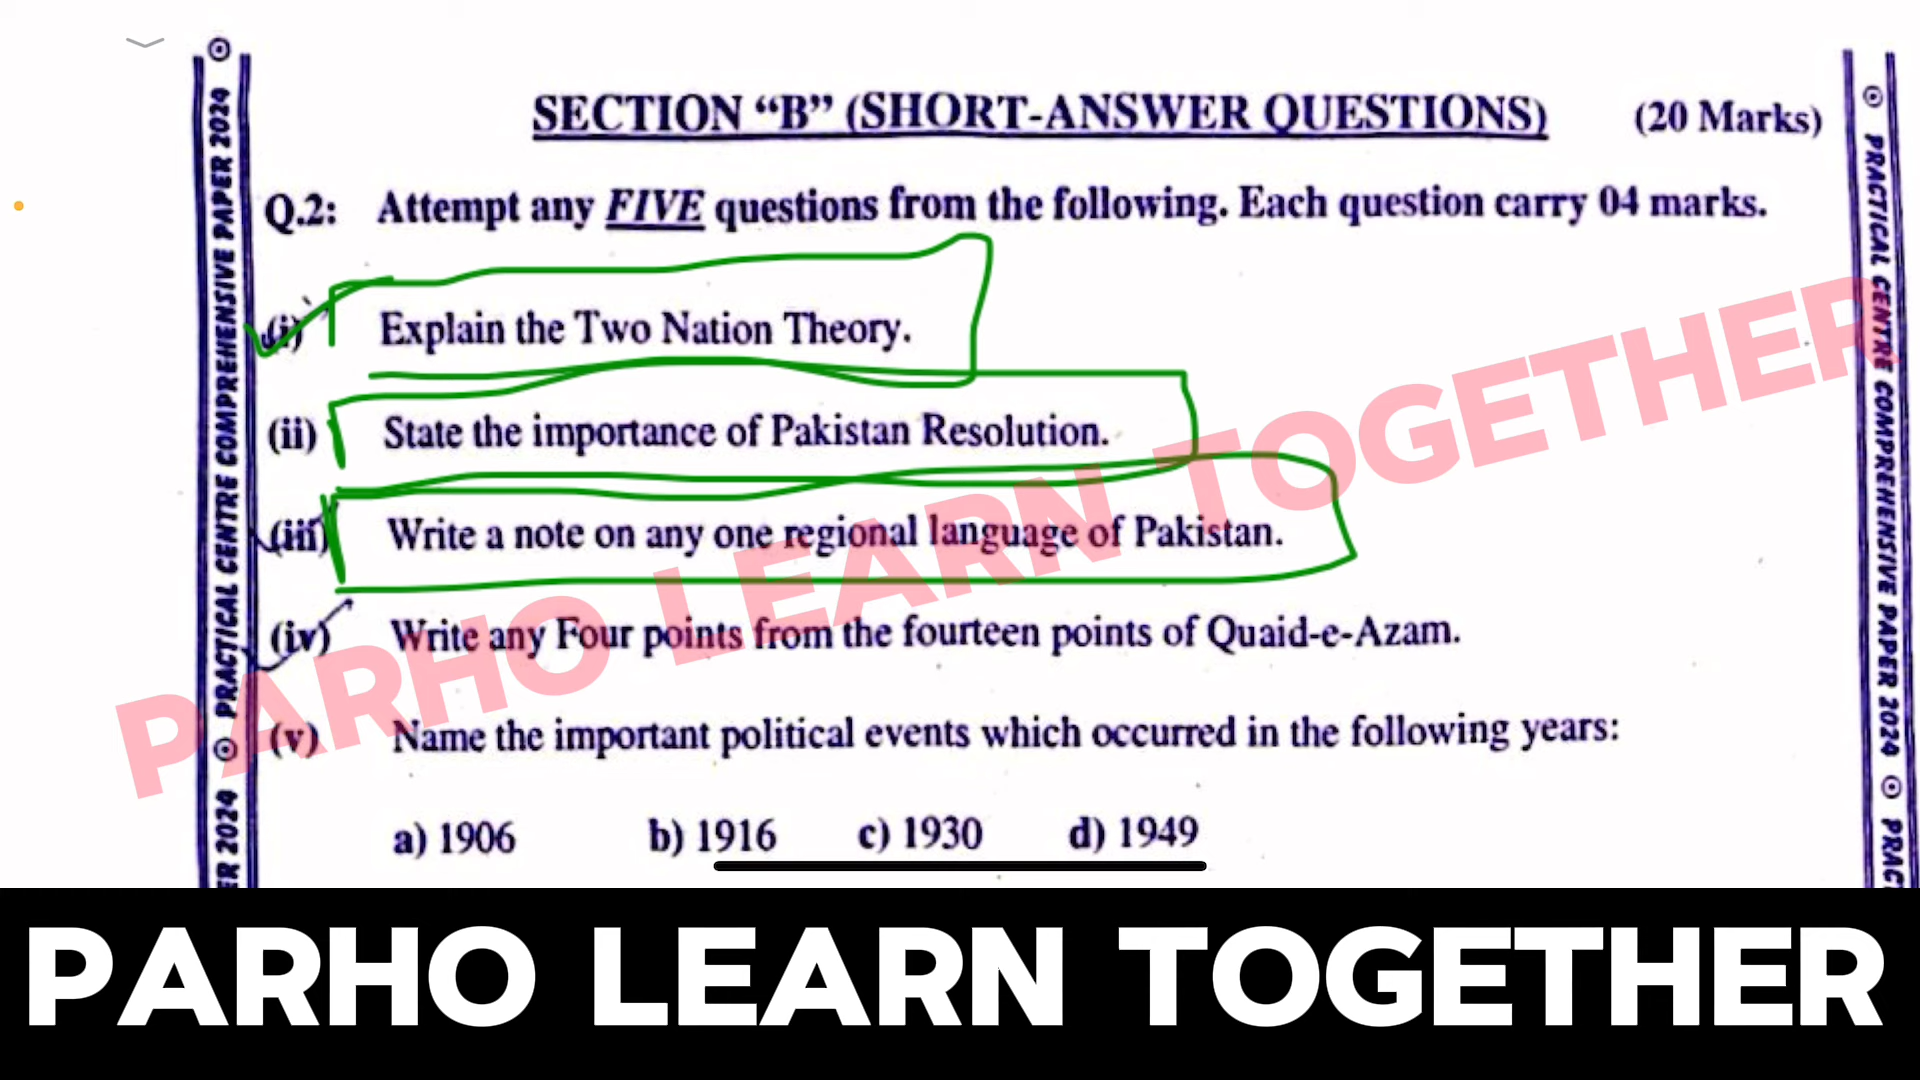 SECTION “B” (SHORT-ANSWER QUESTIONS) (20 Marks)
Q.2: Attempt any FIVE questions from the following. Each question carry 04 marks.
(i) Explain the Two Nation Theory.
(ii) State the importance of Pakistan Resolution.
(iii) Write a note on any one regional language of Pakistan.
(iv) Write any Four points from the fourteen points of Quaid-e-Azam.
(v) Name the important political events which occurred in the following years:
a) 1906 b) 1916 c) 1930 d) 1949
PRACTICAL CENTRE COMPREHENSIVE PAPER 2024
ER 2024
PRACTICAL CENTRE COMPREHENSIVE PAPER 2024
PRACT
PARHO LEARN TOGETHER
PARHO LEARN TOGETHER